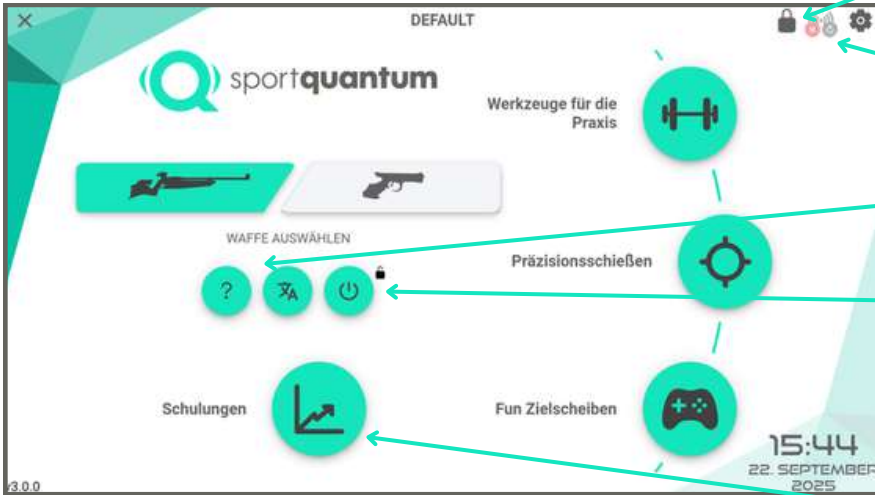 DEFAULT
sportquantum
Werkzeuge für die
Praxis
WAFFE AUSWÄHLEN
Präzisionsschießen
?
Schulungen
Fun Zielscheiben
15:44
22. SEPTEMBER
2025
v3.0.0